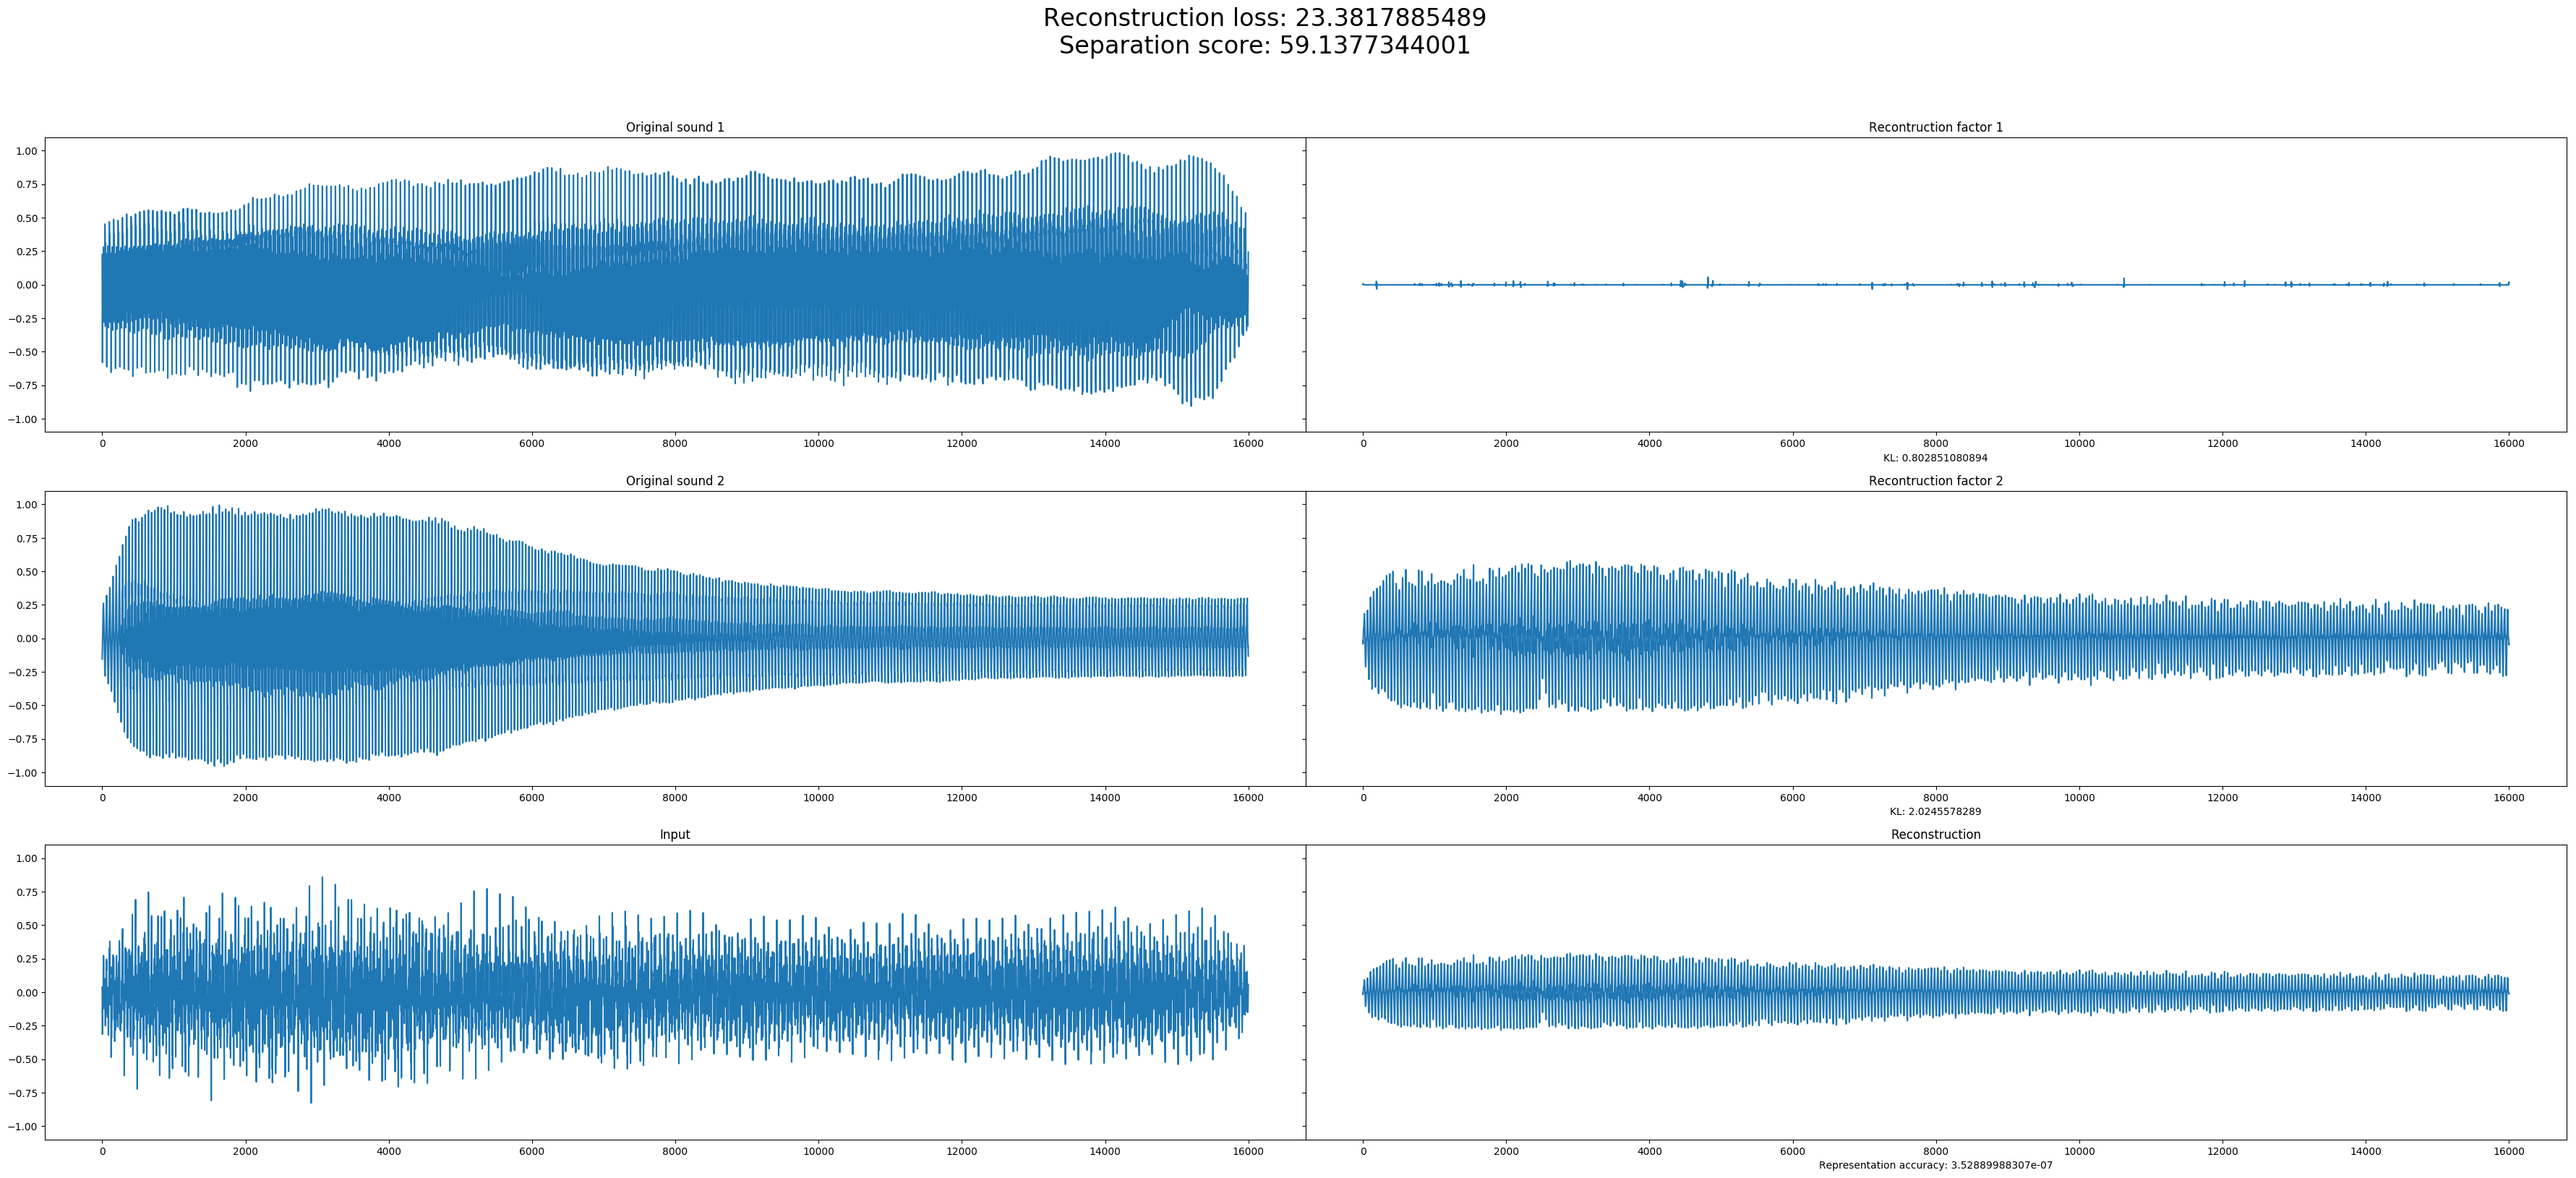 Reconstruction loss: 23.3817885489
Separation score: 59.1377344001
Original sound 1
1.00
0.75
0.50
0.25
0.00
−0.25
−0.50
−0.75
−1.00
0 2000 4000 6000 8000 10000 12000 14000 16000
Recontruction factor 1
0 2000 4000 6000 8000 10000 12000 14000 16000
KL: 0.802851080894
Original sound 2
1.00
0.75
0.50
0.25
0.00
−0.25
−0.50
−0.75
−1.00
0 2000 4000 6000 8000 10000 12000 14000 16000
Recontruction factor 2
0 2000 4000 6000 8000 10000 12000 14000 16000
KL: 2.0245578289
Input
1.00
0.75
0.50
0.25
0.00
−0.25
−0.50
−0.75
−1.00
0 2000 4000 6000 8000 10000 12000 14000 16000
Reconstruction
0 2000 4000 6000 8000 10000 12000 14000 16000
Representation accuracy: 3.52889988307e-07